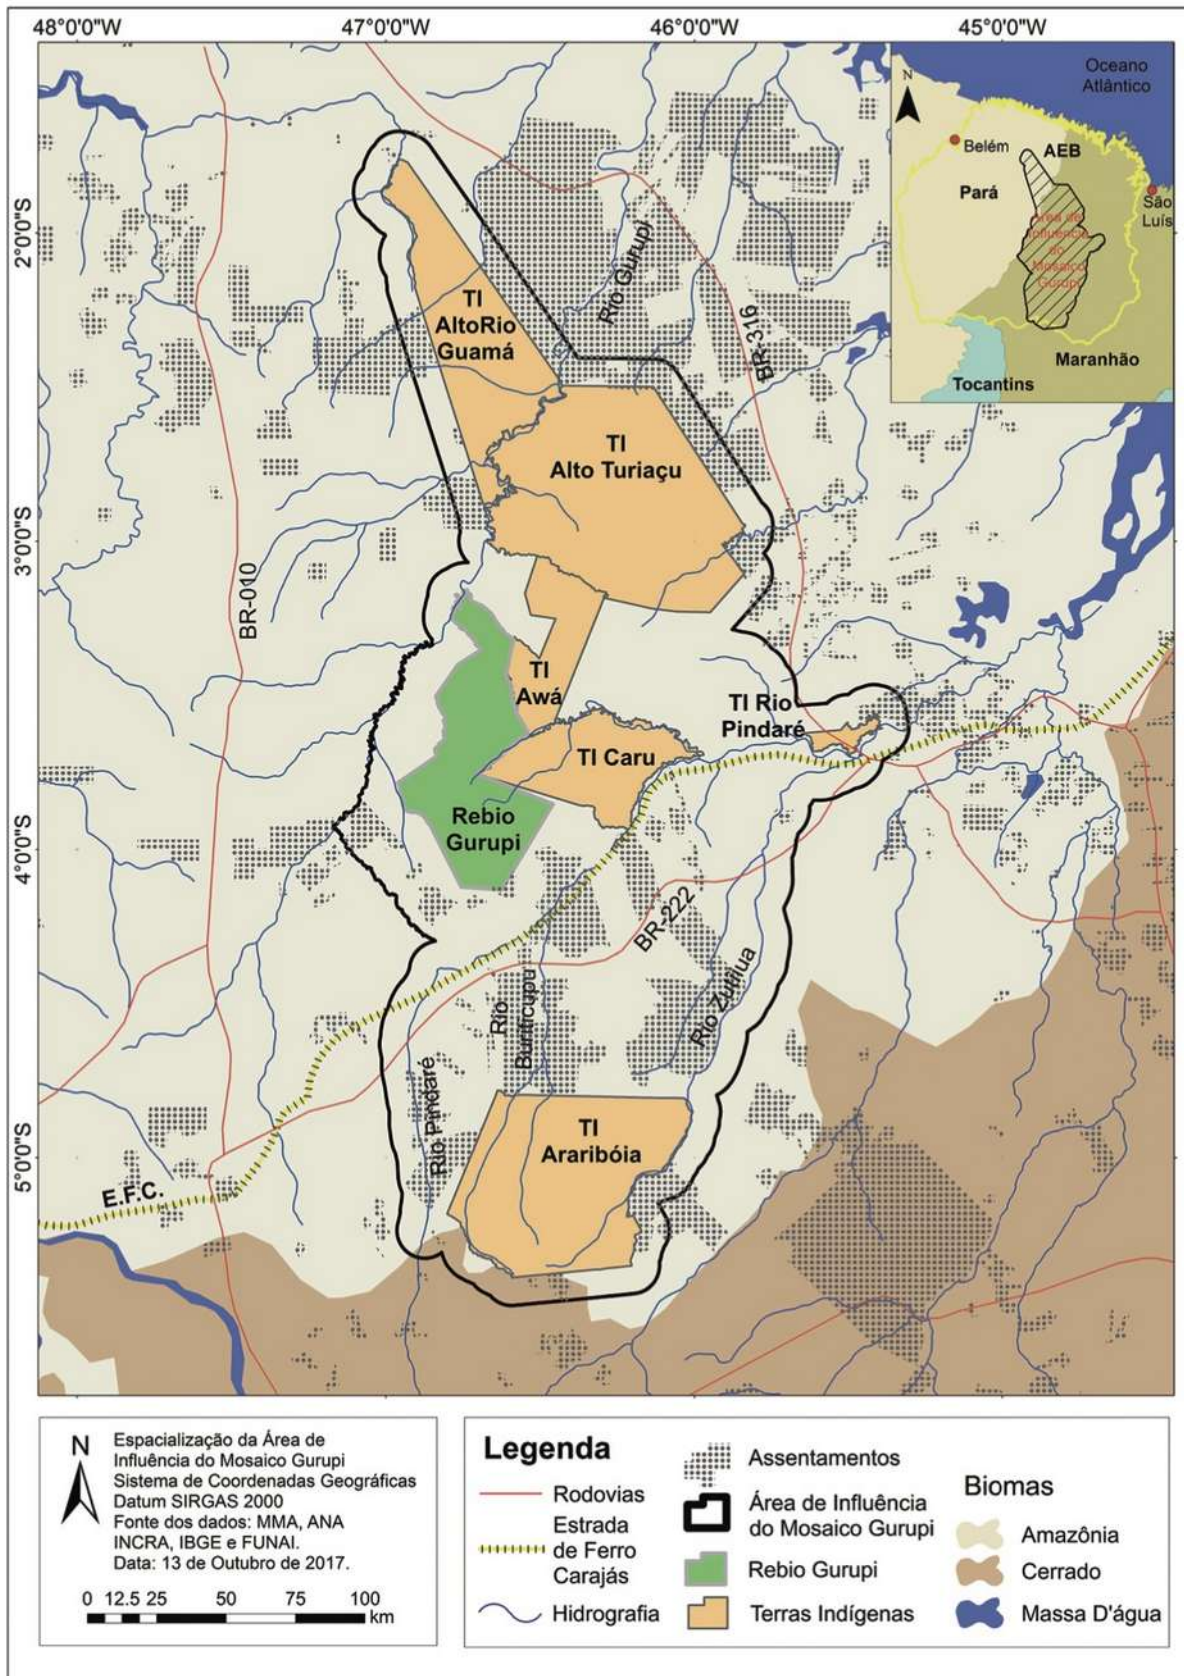 48°0'0"W 47°0'0"W 46°0'0"W 45°0'0"W
Oceano
Atlântico
N
Belém
AEB
Pará
São
Luís
Área de
Influência
do
Mosaico
Gurupi
Maranhão
Tocantins
2°0'0"S
3°0'0"S
4°0'0"S
5°0'0"S
Rio Gurupi
TI
AltoRio
Guamá
BR-316
TI
Alto Turiaçu
BR-010
TI
Awá
TI Rio
Pindaré
TI Caru
Rebio
Gurupi
BR-222
Rio
Buriticupu
Rio Zutiua
Rio Pindaré
TI
Araribóia
E.F.C.
N
Espacialização da Área de
Influência do Mosaico Gurupi
Sistema de Coordenadas Geográficas
Datum SIRGAS 2000
Fonte dos dados: MMA, ANA
INCRA, IBGE e FUNAI.
Data: 13 de Outubro de 2017.
0 12.5 25 50 75 100
km
Legenda
Rodovias
Estrada
de Ferro
Carajás
Hidrografia
Assentamentos
Área de Influência
do Mosaico Gurupi
Rebio Gurupi
Terras Indígenas
Biomas
Amazônia
Cerrado
Massa D'água